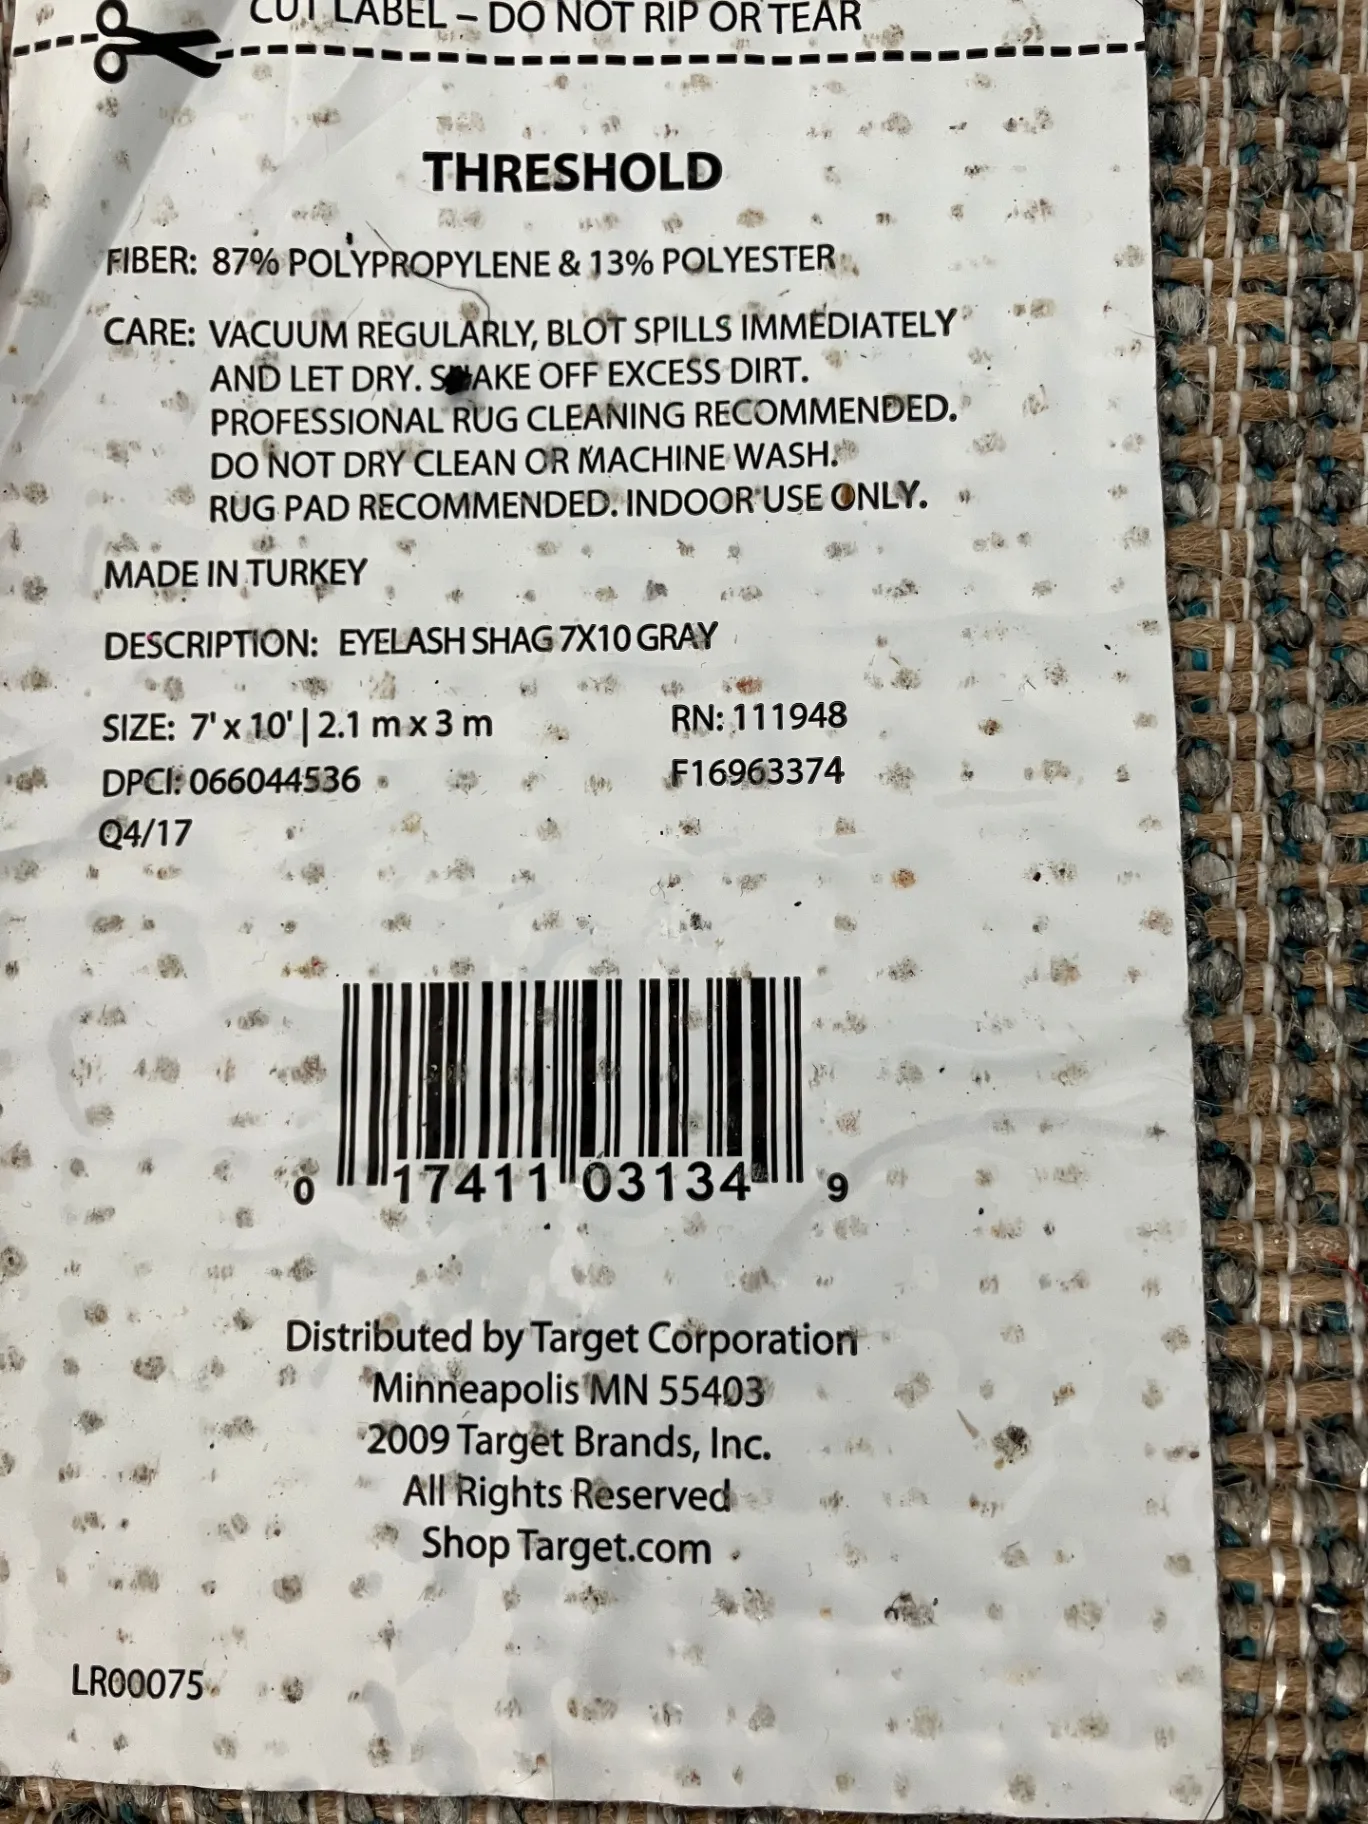 CUT LABEL – DO NOT RIP OR TEAR
THRESHOLD
FIBER: 87% POLYPROPYLENE & 13% POLYESTER
CARE: VACUUM REGULARLY, BLOT SPILLS IMMEDIATELY
AND LET DRY. SHAKE OFF EXCESS DIRT.
PROFESSIONAL RUG CLEANING RECOMMENDED.
DO NOT DRY CLEAN OR MACHINE WASH.
RUG PAD RECOMMENDED. INDOOR USE ONLY.
MADE IN TURKEY
DESCRIPTION: EYELASH SHAG 7X10 GRAY
SIZE: 7' x 10' | 2.1 m x 3 m RN: 111948
DPCI: 066044536 F16963374
Q4/17
0 17411 03134 9
Distributed by Target Corporation
Minneapolis MN 55403
2009 Target Brands, Inc.
All Rights Reserved
Shop Target.com
LR00075